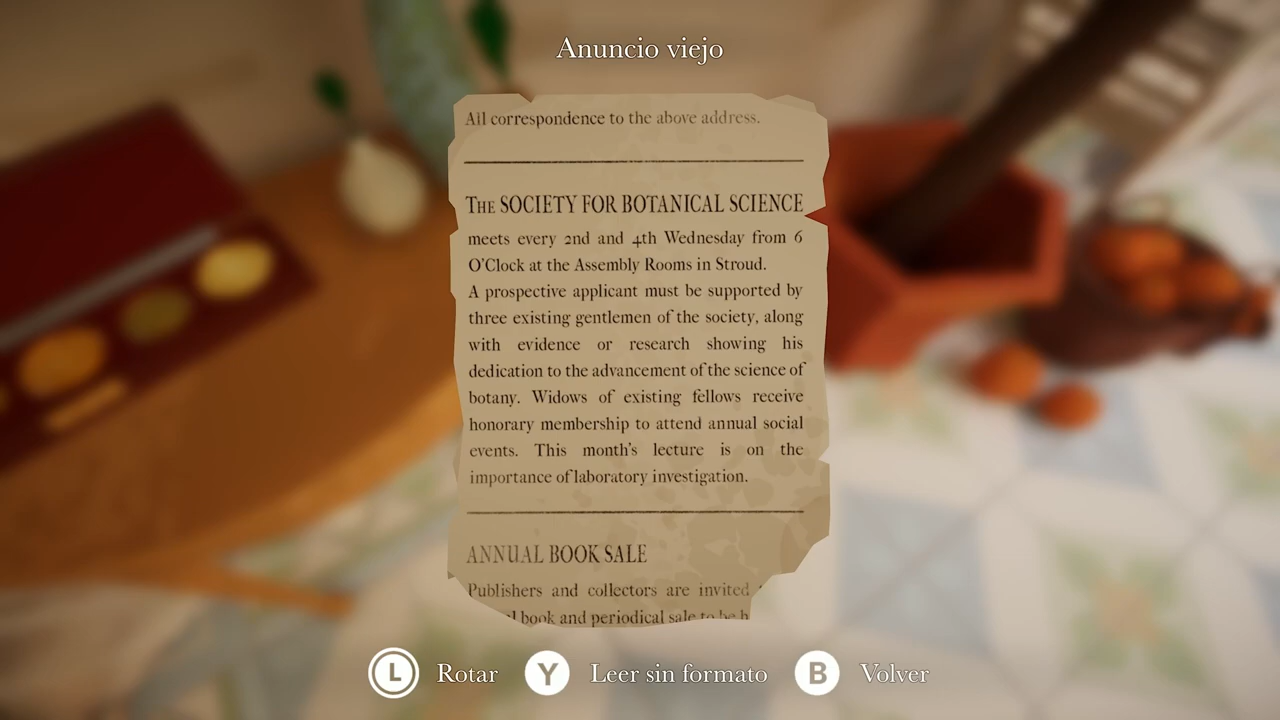 Anuncio viejo
All correspondence to the above address.
THE SOCIETY FOR BOTANICAL SCIENCE
meets every 2nd and 4th Wednesday from 6
O'Clock at the Assembly Rooms in Stroud.
A prospective applicant must be supported by
three existing gentlemen of the society, along
with evidence or research showing his
dedication to the advancement of the science of
botany. Widows of existing fellows receive
honorary membership to attend annual social
events. This month's lecture is on the
importance of laboratory investigation.
ANNUAL BOOK SALE
Publishers and collectors are invited
book and periodical sale to be
L Rotar Y Leer sin formato B Volver